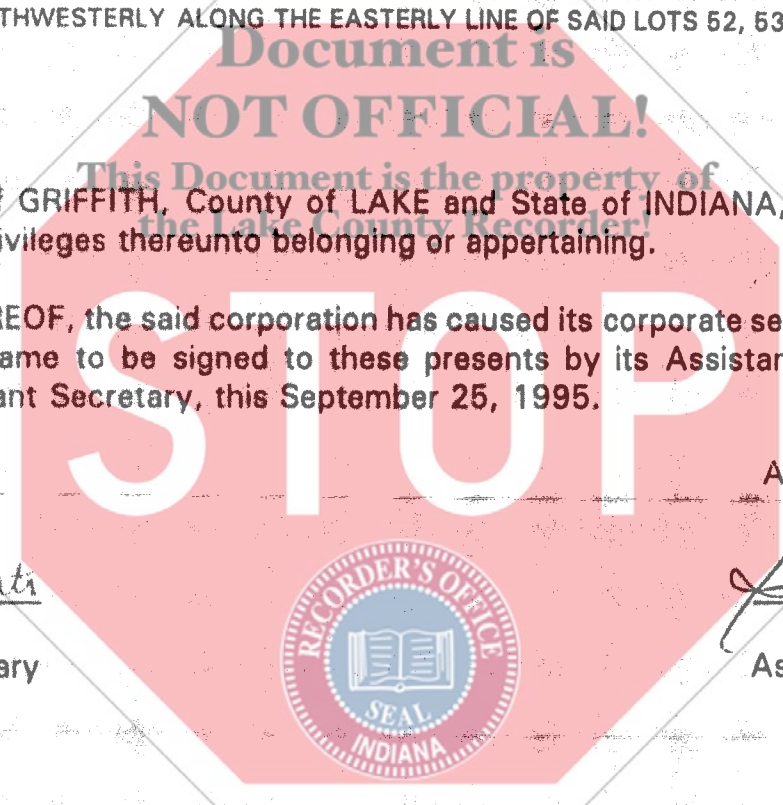 THWESTERLY ALONG THE EASTERLY LINE OF SAID LOTS 52, 53
Document is
NOT OFFICIAL!
This Document is the property of
GRIFFITH, County of LAKE and State of INDIANA,
the Lake County Recorder!
vileges thereunto belonging or appertaining.
REOF, the said corporation has caused its corporate se
ame to be signed to these presents by its Assistan
ant Secretary, this September 25, 1995.
STOP
A
ary
As
RECORDER'S OFFICE
SEAL
INDIANA